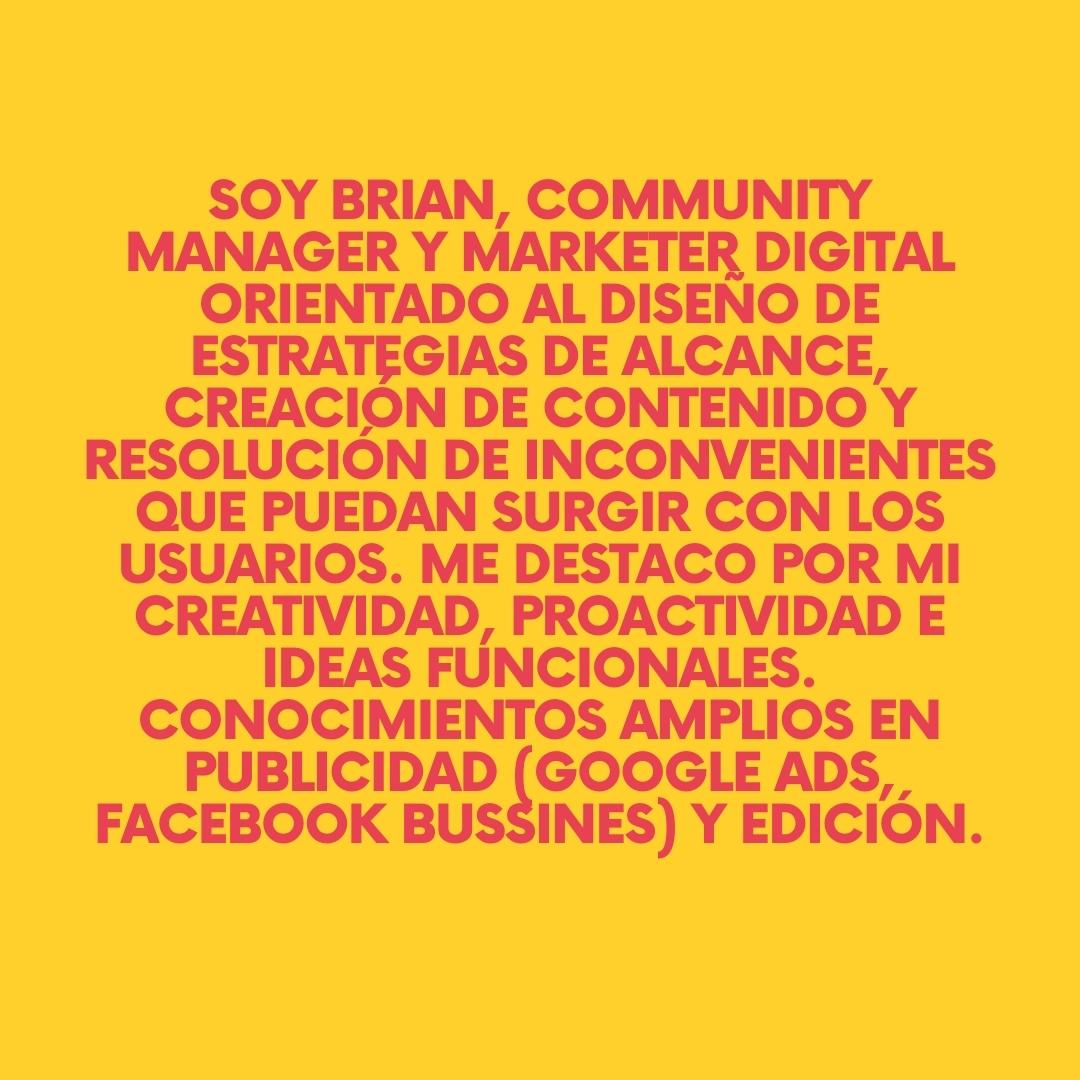 SOY BRIAN, COMMUNITY
MANAGER Y MARKETER DIGITAL
ORIENTADO AL DISEÑO DE
ESTRATEGIAS DE ALCANCE,
CREACIÓN DE CONTENIDO Y
RESOLUCIÓN DE INCONVENIENTES
QUE PUEDAN SURGIR CON LOS
USUARIOS. ME DESTACO POR MI
CREATIVIDAD, PROACTIVIDAD E
IDEAS FUNCIONALES.
CONOCIMIENTOS AMPLIOS EN
PUBLICIDAD (GOOGLE ADS,
FACEBOOK BUSSINES) Y EDICIÓN.